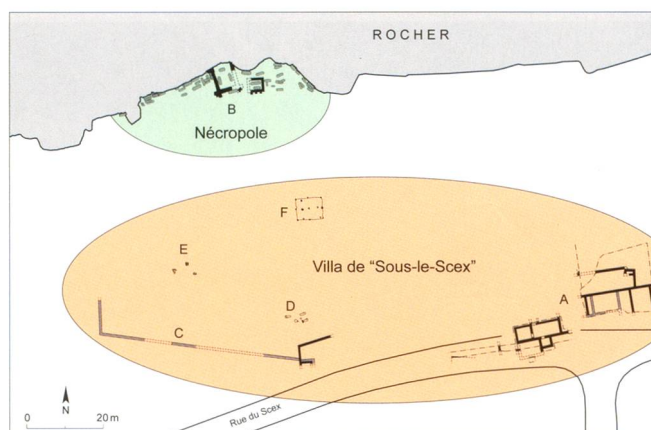 ROCHER
B
Nécropole
F
E
Villa de "Sous-le-Scex"
A
D
C
N
0 20 m
Rue du Scex